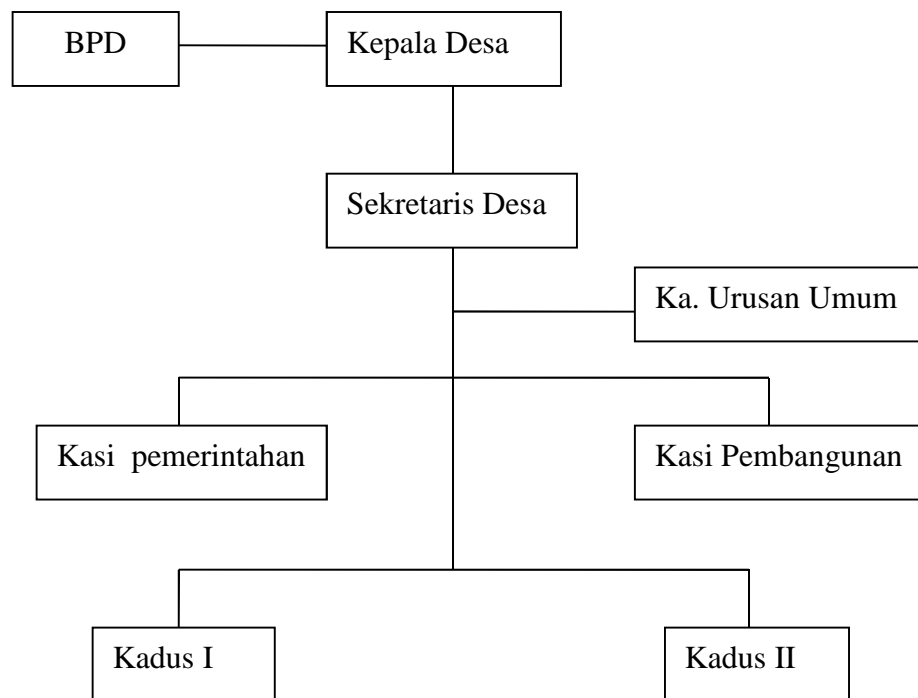 BPD
Kepala Desa
Sekretaris Desa
Ka. Urusan Umum
Kasi  pemerintahan
Kasi Pembangunan
Kadus I
Kadus II